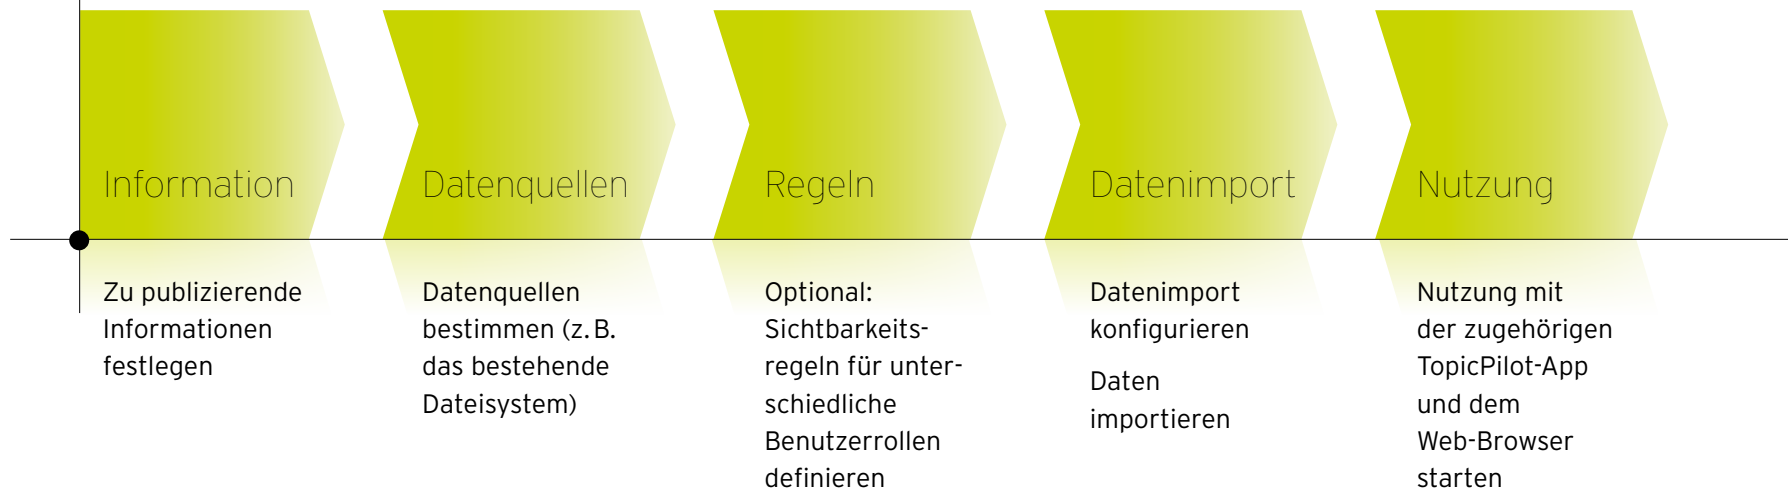 Information
Datenquellen
Regeln
Datenimport
Nutzung
Zu publizierende
Informationen
festlegen
Datenquellen
bestimmen (z. B.
das bestehende
Dateisystem)
Optional:
Sichtbarkeits-
regeln für unter-
schiedliche
Benutzerrollen
definieren
Datenimport
konfigurieren
Daten
importieren
Nutzung mit
der zugehörigen
TopicPilot-App
und dem
Web-Browser
starten